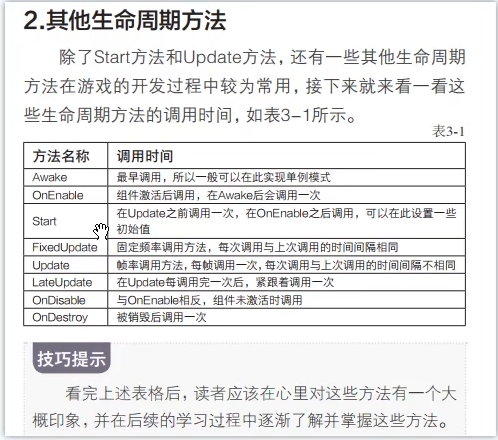 2.其他生命周期方法
除了Start方法和Update方法，还有一些其他生命周期
方法在游戏的开发过程中较为常用，接下来就来看一看这
些生命周期方法的调用时间，如表3-1所示。
表3-1
方法名称 调用时间
Awake 最早调用，所以一般可以在此实现单例模式
OnEnable 组件激活后调用，在Awake后会调用一次
Start 在Update之前调用一次，在OnEnable之后调用，可以在此设置一些
初始值
FixedUpdate 固定频率调用方法，每次调用与上次调用的时间间隔相同
Update 帧率调用方法，每帧调用一次，每次调用与上次调用的时间间隔不相同
LateUpdate 在Update每调用完一次后，紧跟着调用一次
OnDisable 与OnEnable相反，组件未激活时调用
OnDestroy 被销毁后调用一次
技巧提示
看完上述表格后，读者应该在心里对这些方法有一个大
概印象，并在后续的学习过程中逐渐了解并掌握这些方法。